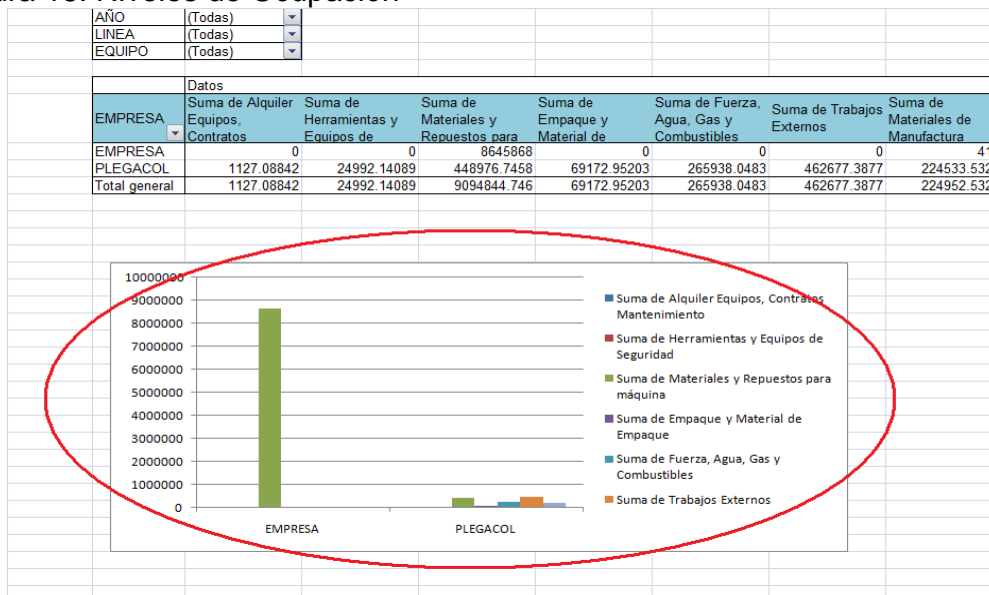 10. Niveles de Ocupación
AÑO (Todas)
LINEA (Todas)
EQUIPO (Todas)
Datos
EMPRESA
Suma de Alquiler Equipos, Contratos
Suma de Herramientas y Equipos de
Suma de Materiales y Repuestos para
Suma de Empaque y Material de
Suma de Fuerza, Agua, Gas y Combustibles
Suma de Trabajos Externos
Suma de Materiales de Manufactura
EMPRESA 0 0 8645868 0 0 0 41
PLEGACOL 1127.08842 24992.14089 448976.7458 69172.95203 265938.0483 462677.3877 224533.532
Total general 1127.08842 24992.14089 9094844.746 69172.95203 265938.0483 462677.3877 224952.532
10000000
9000000
8000000
7000000
6000000
5000000
4000000
3000000
2000000
1000000
0
EMPRESA PLEGACOL
Suma de Alquiler Equipos, Contratos
Mantenimiento
Suma de Herramientas y Equipos de
Seguridad
Suma de Materiales y Repuestos para
máquina
Suma de Empaque y Material de
Empaque
Suma de Fuerza, Agua, Gas y
Combustibles
Suma de Trabajos Externos